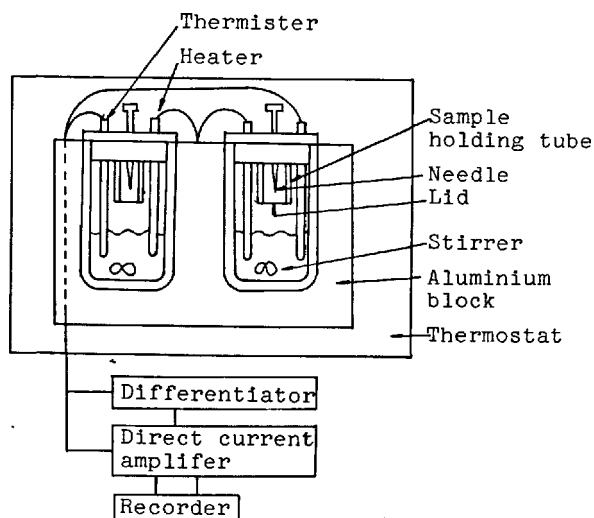 Thermister
Heater
Sample
holding tube
Needle
Lid
Stirrer
Aluminium
block
Thermostat
Differentiator
Direct current
amplifer
Recorder